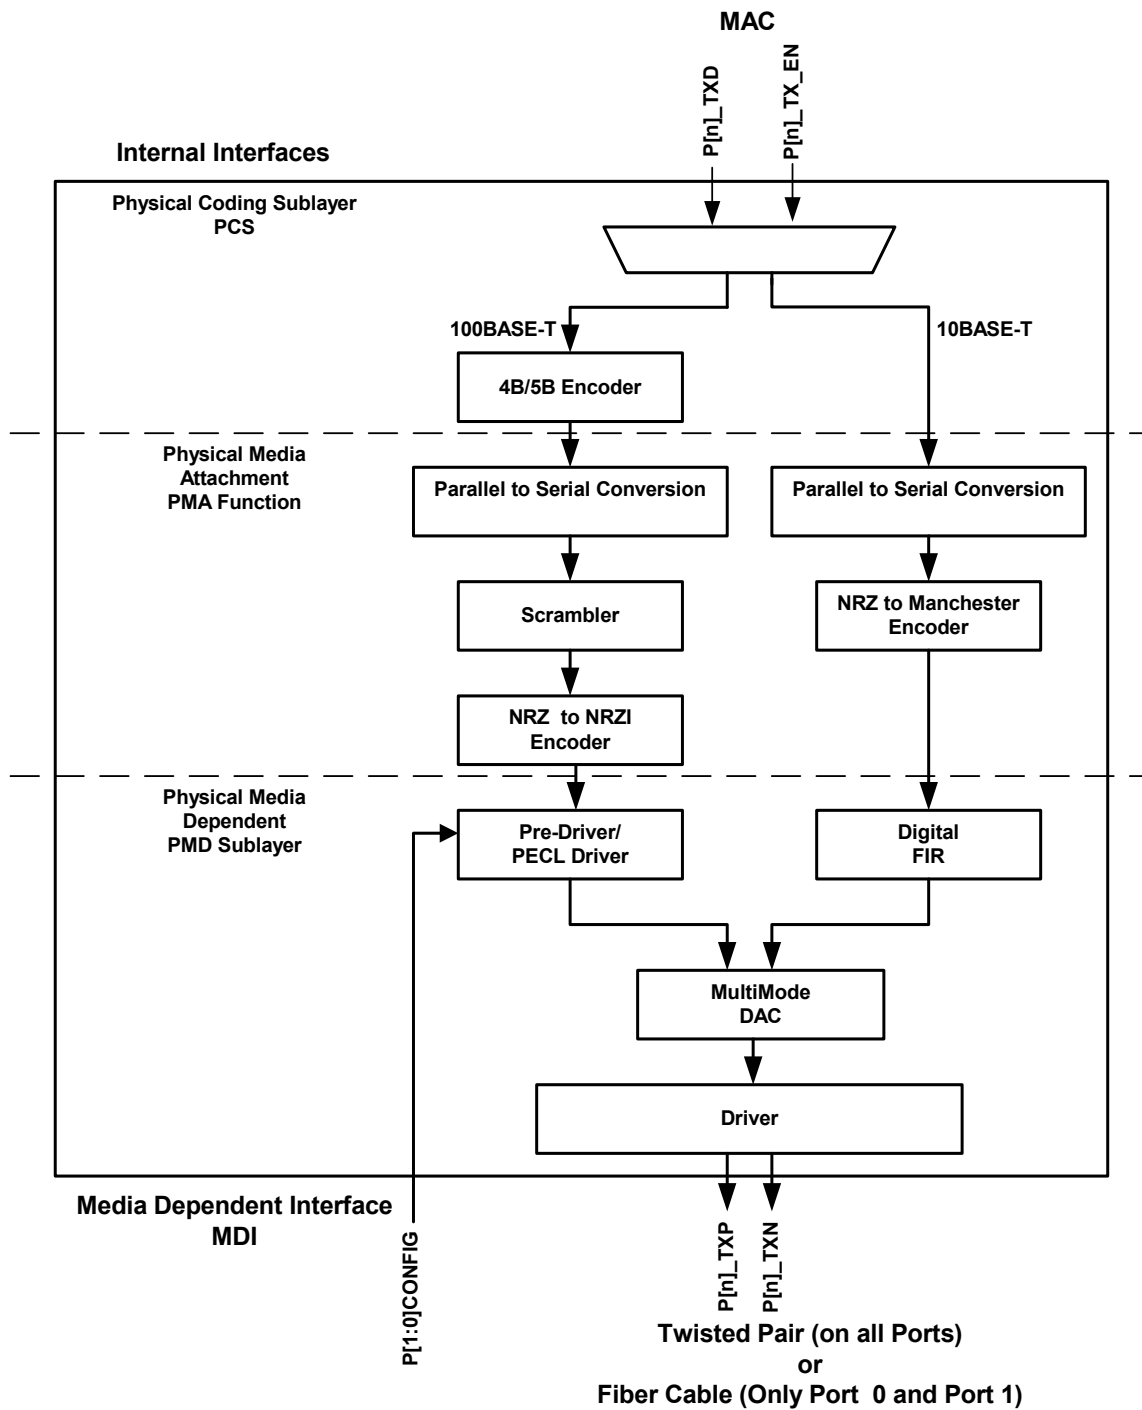 MAC
P[n]_TXD
P[n]_TX_EN
Internal Interfaces
Physical Coding Sublayer
PCS
100BASE-T
10BASE-T
4B/5B Encoder
Physical Media
Attachment
PMA Function
Parallel to Serial Conversion
Parallel to Serial Conversion
Scrambler
NRZ to Manchester
Encoder
NRZ to NRZI
Encoder
Physical Media
Dependent
PMD Sublayer
Pre-Driver/
PECL Driver
Digital
FIR
MultiMode
DAC
Driver
Media Dependent Interface
MDI
P[1:0]CONFIG
P[n]_TXP
P[n]_TXN
Twisted Pair (on all Ports)
or
Fiber Cable (Only Port 0 and Port 1)